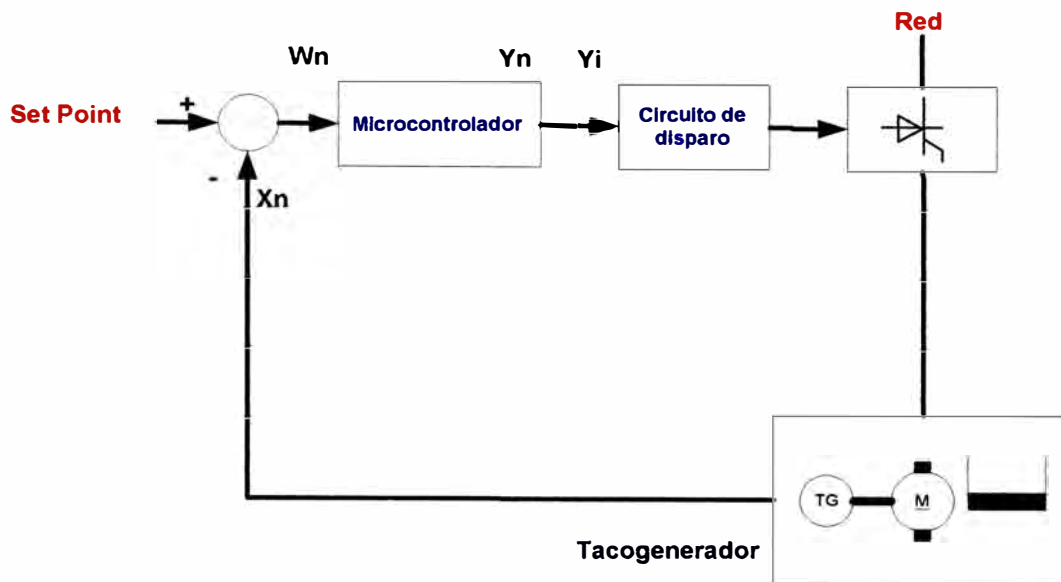 Red
Wn
Yn
Yi
Set Point
+
Microcontrolador
Circuito de
disparo
-
Xn
TG
M
Tacogenerador